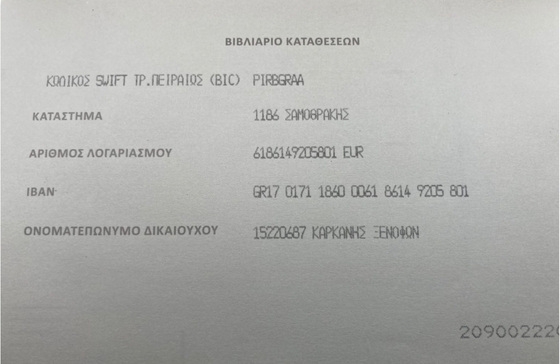 ΒΙΒΛΙΑΡΙΟ ΚΑΤΑΘΕΣΕΩΝ
ΚΩΔΙΚΟΣ SWIFT ΤΡ.ΠΕΙΡΑΙΩΣ (BIC) PIRBGRAA
ΚΑΤΑΣΤΗΜΑ 1186 ΣΑΜΟΘΡΑΚΗΣ
ΑΡΙΘΜΟΣ ΛΟΓΑΡΙΑΣΜΟΥ 6186149205801 EUR
IBAN GR17 0171 1860 0061 8614 9205 801
ΟΝΟΜΑΤΕΠΩΝΥΜΟ ΔΙΚΑΙΟΥΧΟΥ 15220687 ΚΑΡΚΑΝΗΣ ΞΕΝΟΦΩΝ
209002220